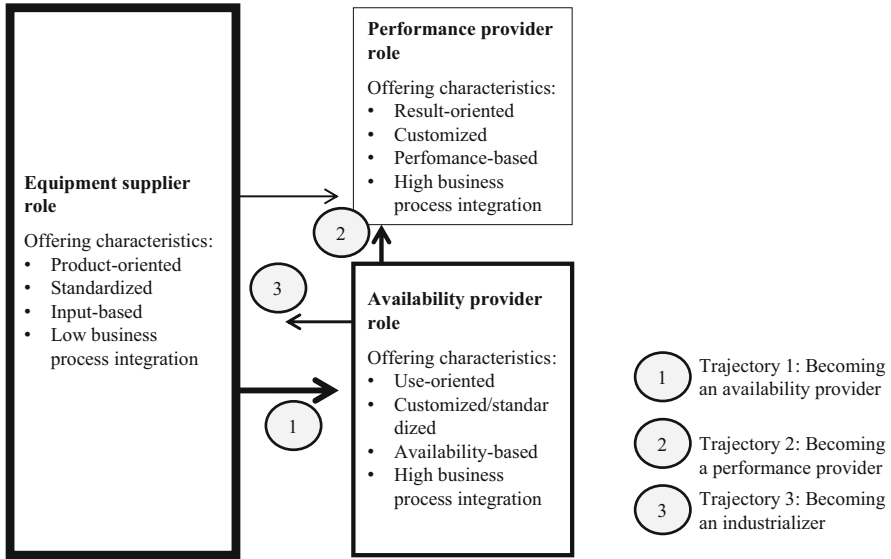 Performance provider
role
Offering characteristics:
• Result-oriented
• Customized
• Perfomance-based
• High business
process integration
Equipment supplier
role
Offering characteristics:
• Product-oriented
• Standardized
• Input-based
• Low business
process integration
2
3
1
Availability provider
role
Offering characteristics:
• Use-oriented
• Customized/standar
dized
• Availability-based
• High business
process integration
1 Trajectory 1: Becoming
an availability provider
2 Trajectory 2: Becoming
a performance provider
3 Trajectory 3: Becoming
an industrializer